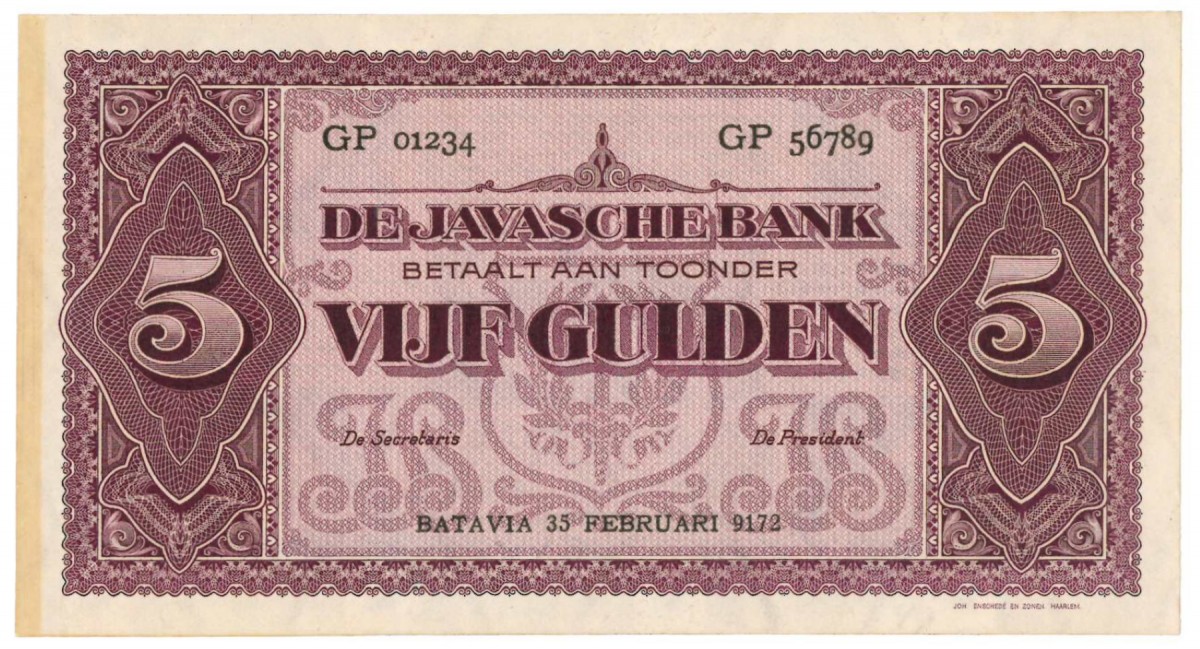 GP 01234 GP 56789
DE JAVASCHE BANK
BETAALT AAN TOONDER
VIJF GULDEN
5 5
De Secretaris De President
BATAVIA 35 FEBRUARI 9172
JOH. ENSCHEDÉ EN ZONEN. HAARLEM.